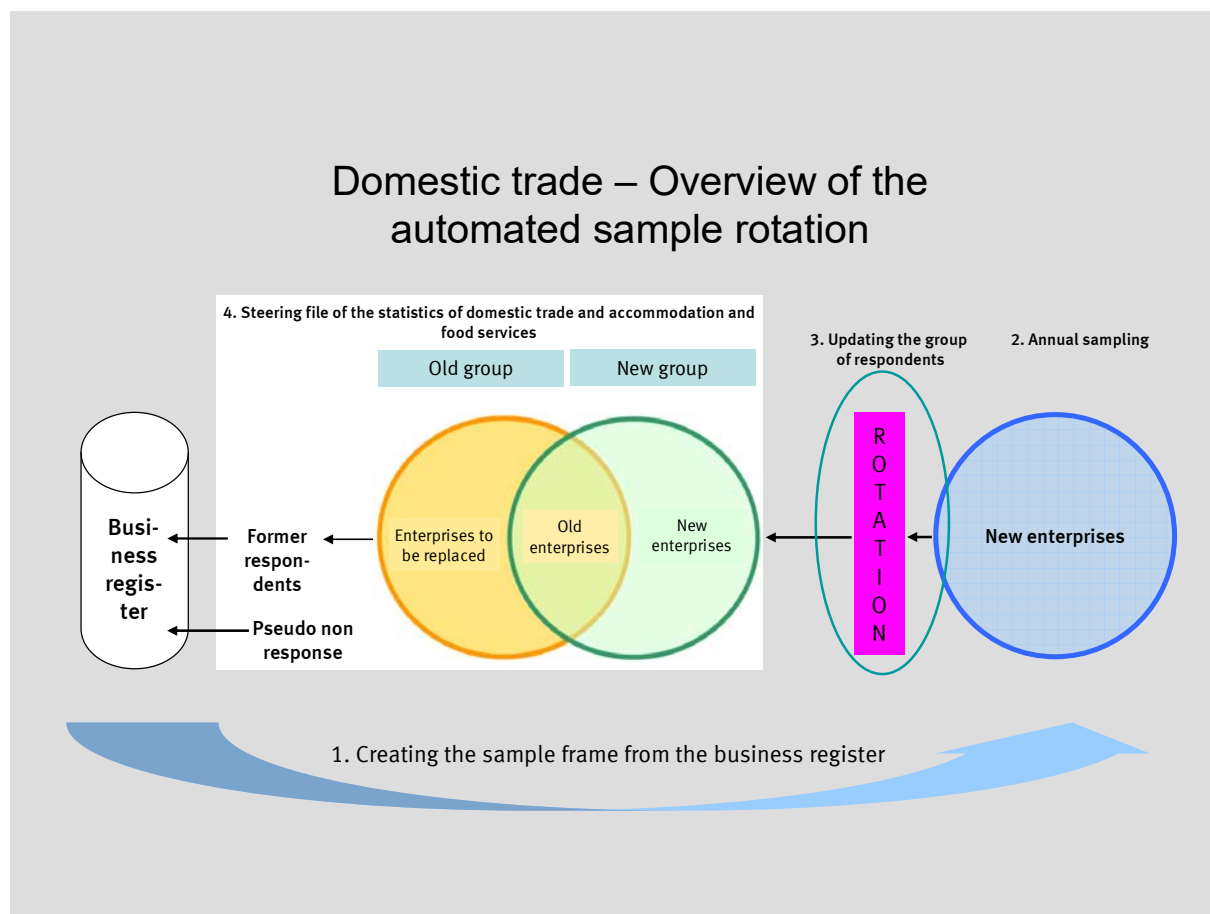 Domestic trade – Overview of the
automated sample rotation
4. Steering file of the statistics of domestic trade and accommodation and
food services
Old group
New group
3. Updating the group
of respondents
2. Annual sampling
Busi-
ness
regis-
ter
Former
respon-
dents
Pseudo non
response
Enterprises to
be replaced
Old
enterprises
New
enterprises
R
O
T
A
T
I
O
N
New enterprises
1. Creating the sample frame from the business register